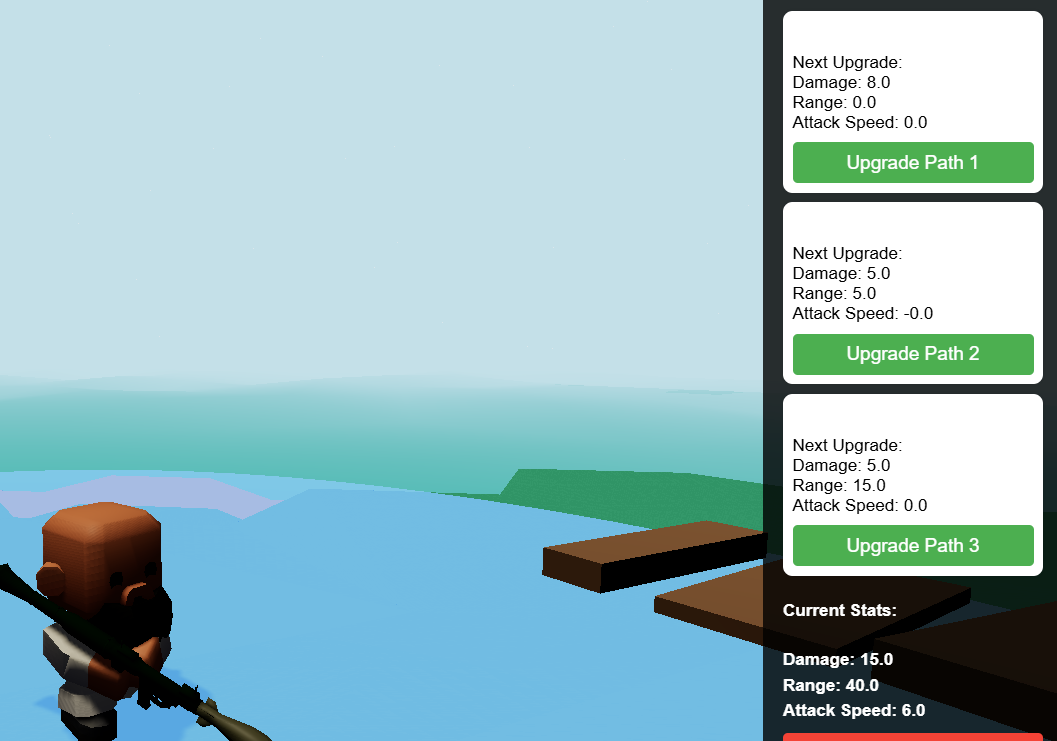 Next Upgrade:
Damage: 8.0
Range: 0.0
Attack Speed: 0.0
Upgrade Path 1
Next Upgrade:
Damage: 5.0
Range: 5.0
Attack Speed: -0.0
Upgrade Path 2
Next Upgrade:
Damage: 5.0
Range: 15.0
Attack Speed: 0.0
Upgrade Path 3
Current Stats:
Damage: 15.0
Range: 40.0
Attack Speed: 6.0